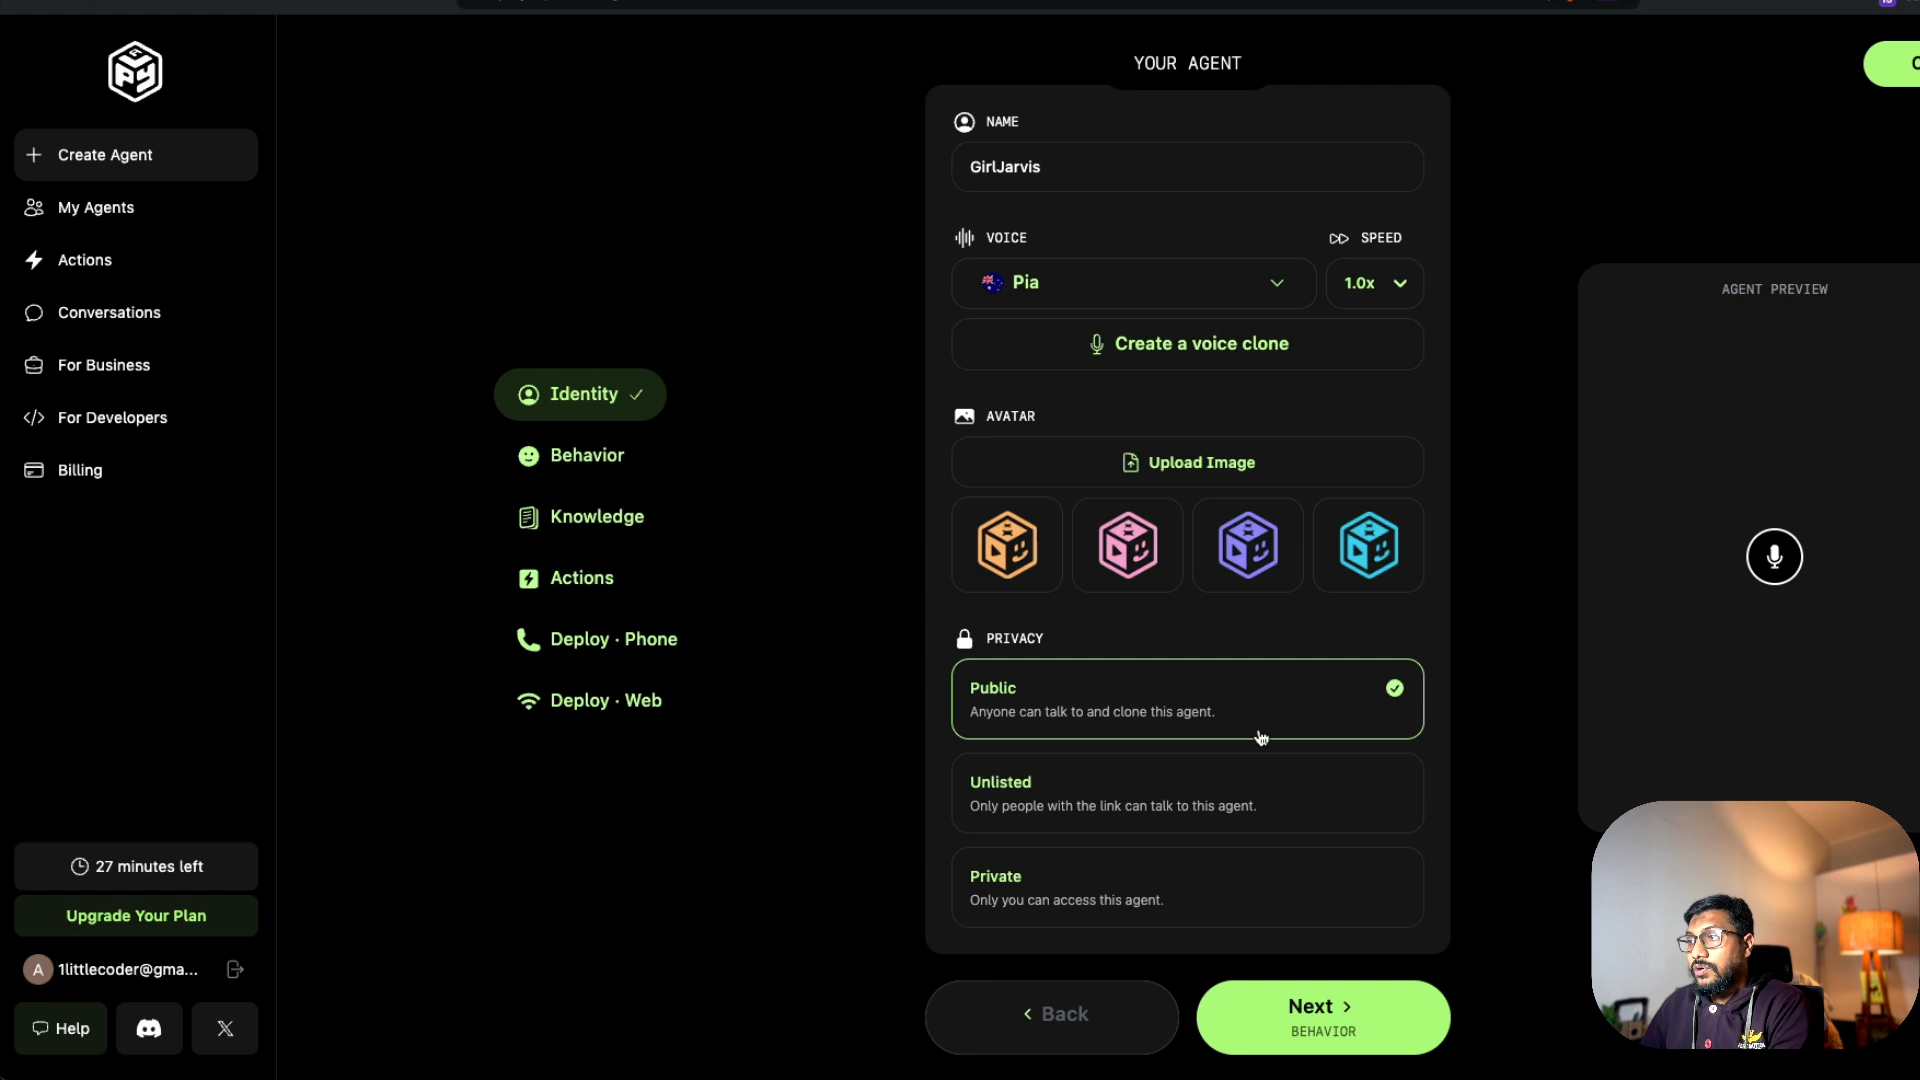 Create Agent
My Agents
Actions
Conversations
For Business
For Developers
Billing
27 minutes left
Upgrade Your Plan
A
1littlecoder@gma...
Help
Identity
Behavior
Knowledge
Actions
Deploy · Phone
Deploy · Web
YOUR AGENT
NAME
GirlJarvis
VOICE
SPEED
Pia
1.0x
Create a voice clone
AVATAR
Upload Image
PRIVACY
Public
Anyone can talk to and clone this agent.
Unlisted
Only people with the link can talk to this agent.
Private
Only you can access this agent.
< Back
Next >
BEHAVIOR
AGENT PREVIEW